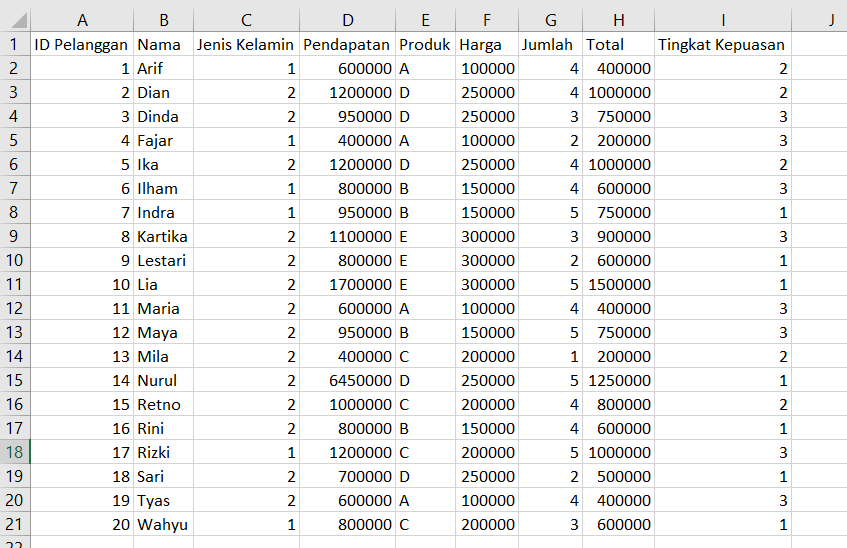 A B C D E F G H I J
1 ID Pelanggan Nama Jenis Kelamin Pendapatan Produk Harga Jumlah Total Tingkat Kepuasan
2 1 Arif 1 600000 A 100000 4 400000 2
3 2 Dian 2 1200000 D 250000 4 1000000 2
4 3 Dinda 2 950000 D 250000 3 750000 3
5 4 Fajar 1 400000 A 100000 2 200000 3
6 5 Ika 2 1200000 D 250000 4 1000000 2
7 6 Ilham 1 800000 B 150000 4 600000 3
8 7 Indra 1 950000 B 150000 5 750000 1
9 8 Kartika 2 1100000 E 300000 3 900000 3
10 9 Lestari 2 800000 E 300000 2 600000 1
11 10 Lia 2 1700000 E 300000 5 1500000 1
12 11 Maria 2 600000 A 100000 4 400000 3
13 12 Maya 2 950000 B 150000 5 750000 3
14 13 Mila 2 400000 C 200000 1 200000 2
15 14 Nurul 2 6450000 D 250000 5 1250000 1
16 15 Retno 2 1000000 C 200000 4 800000 2
17 16 Rini 2 800000 B 150000 4 600000 1
18 17 Rizki 1 1200000 C 200000 5 1000000 3
19 18 Sari 2 700000 D 250000 2 500000 1
20 19 Tyas 2 600000 A 100000 4 400000 3
21 20 Wahyu 1 800000 C 200000 3 600000 1
22